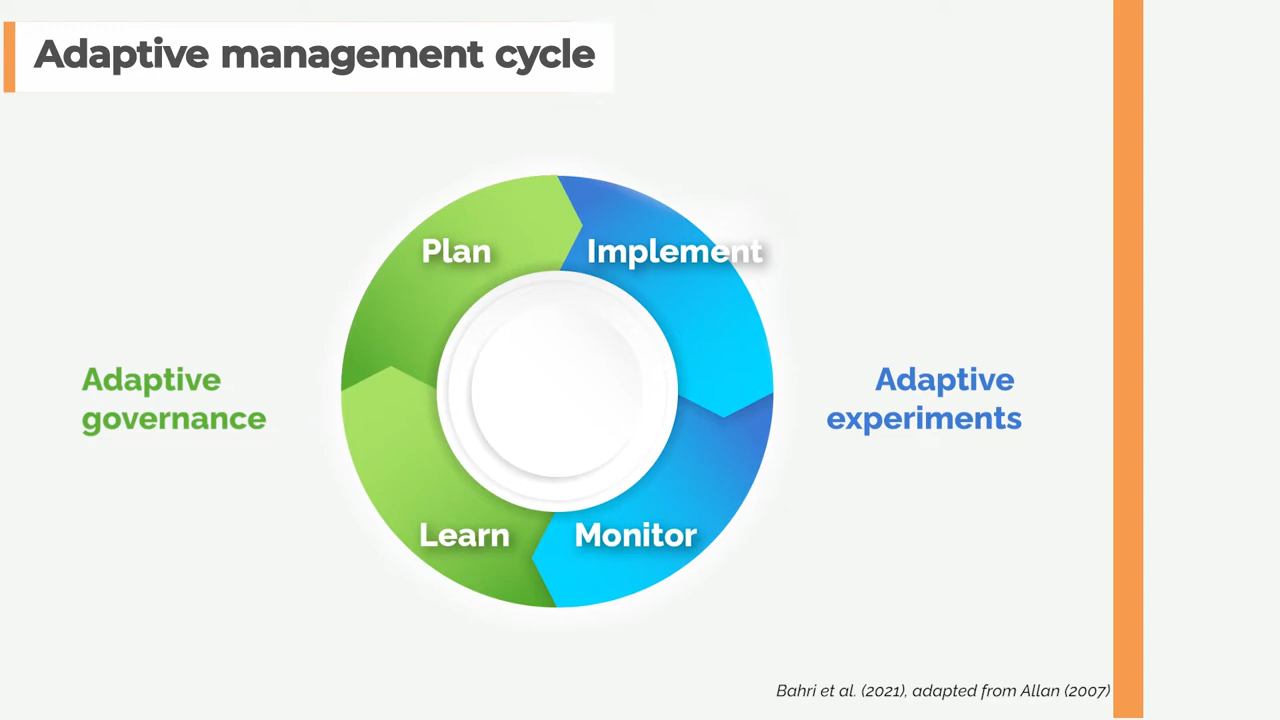 Adaptive management cycle
Plan
Implement
Adaptive
governance
Adaptive
experiments
Learn
Monitor
Bahri et al. (2021), adapted from Allan (2007)